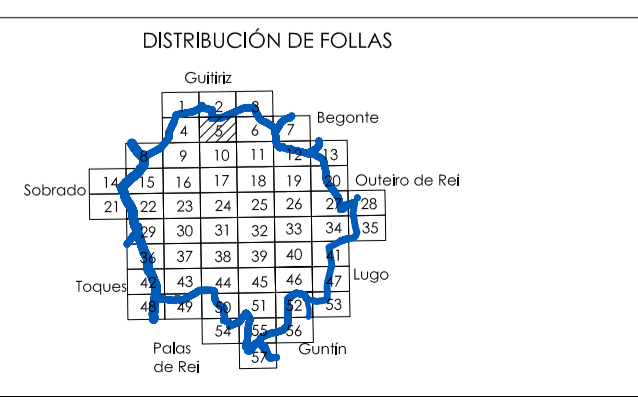 DISTRIBUCIÓN DE FOLLAS
Guitiriz
1 2 3
Begonte
4 5 6 7
8 9 10 11 12 13
14 15 16 17 18 19 20 Outeiro de Rei
Sobrado
21 22 23 24 25 26 27 28
29 30 31 32 33 34 35
36 37 38 39 40 41
Toques 42 43 44 45 46 47 Lugo
48 49 50 51 52 53
54 55 56
Palas
de Rei
57
Guntín